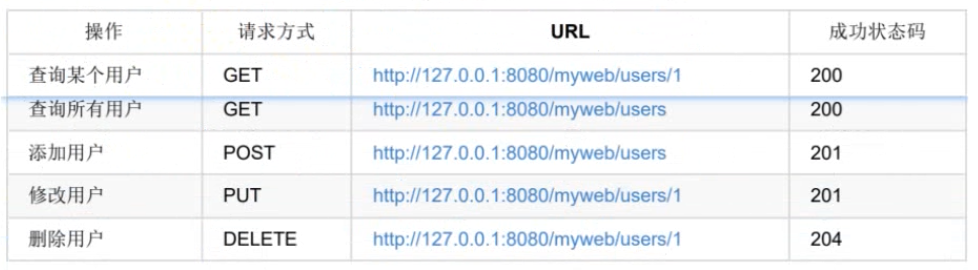 操作 请求方式 URL 成功状态码
查询某个用户 GET http://127.0.0.1:8080/myweb/users/1 200
查询所有用户 GET http://127.0.0.1:8080/myweb/users 200
添加用户 POST http://127.0.0.1:8080/myweb/users 201
修改用户 PUT http://127.0.0.1:8080/myweb/users/1 201
删除用户 DELETE http://127.0.0.1:8080/myweb/users/1 204